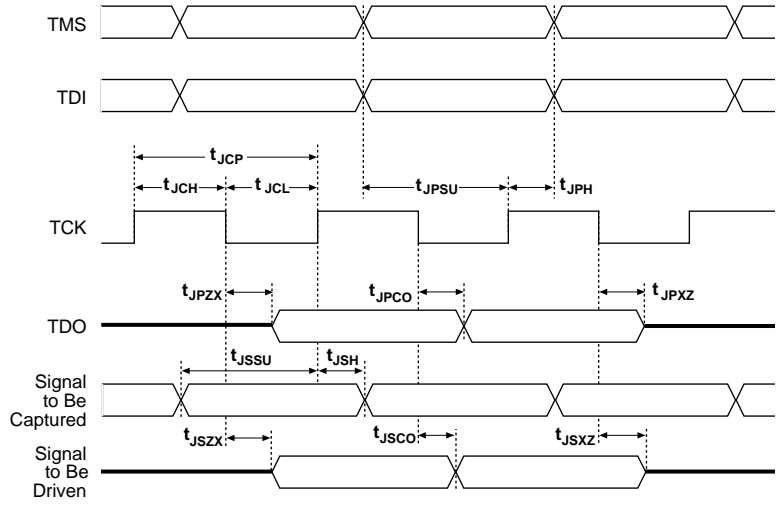 TMS
TDI
tJCP
tJCH
tJCL
tJPSU
tJPH
TCK
tJPZX
tJPCO
tJPXZ
TDO
tJSSU
tJSH
Signal
to Be
Captured
tJSZX
tJSCO
tJSXZ
Signal
to Be
Driven